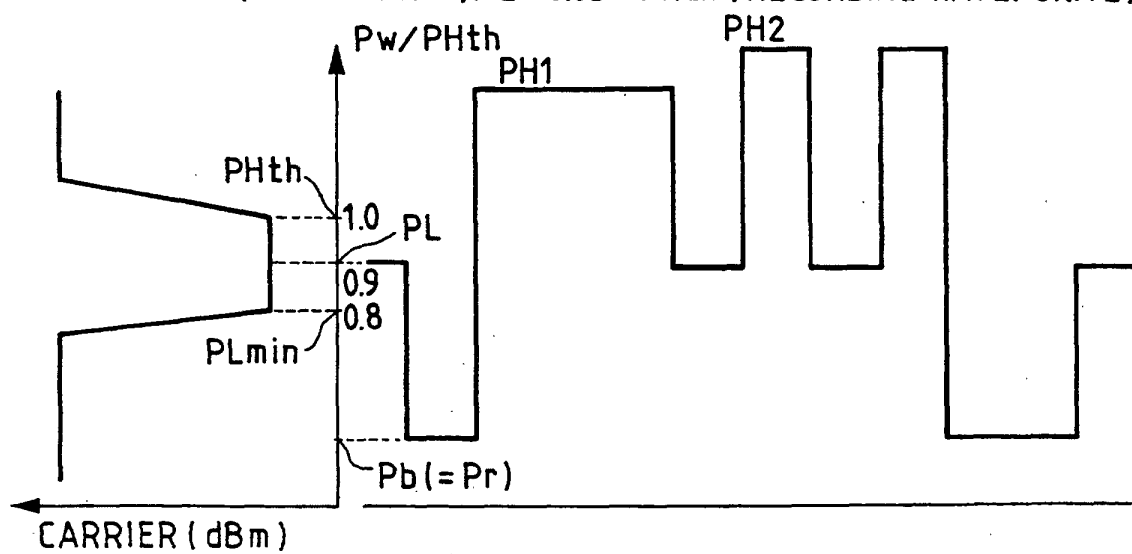 Pw/PHth
PH2
PH1
PHth
1.0
PL
0.9
0.8
PLmin
Pb(=Pr)
CARRIER(dBm)